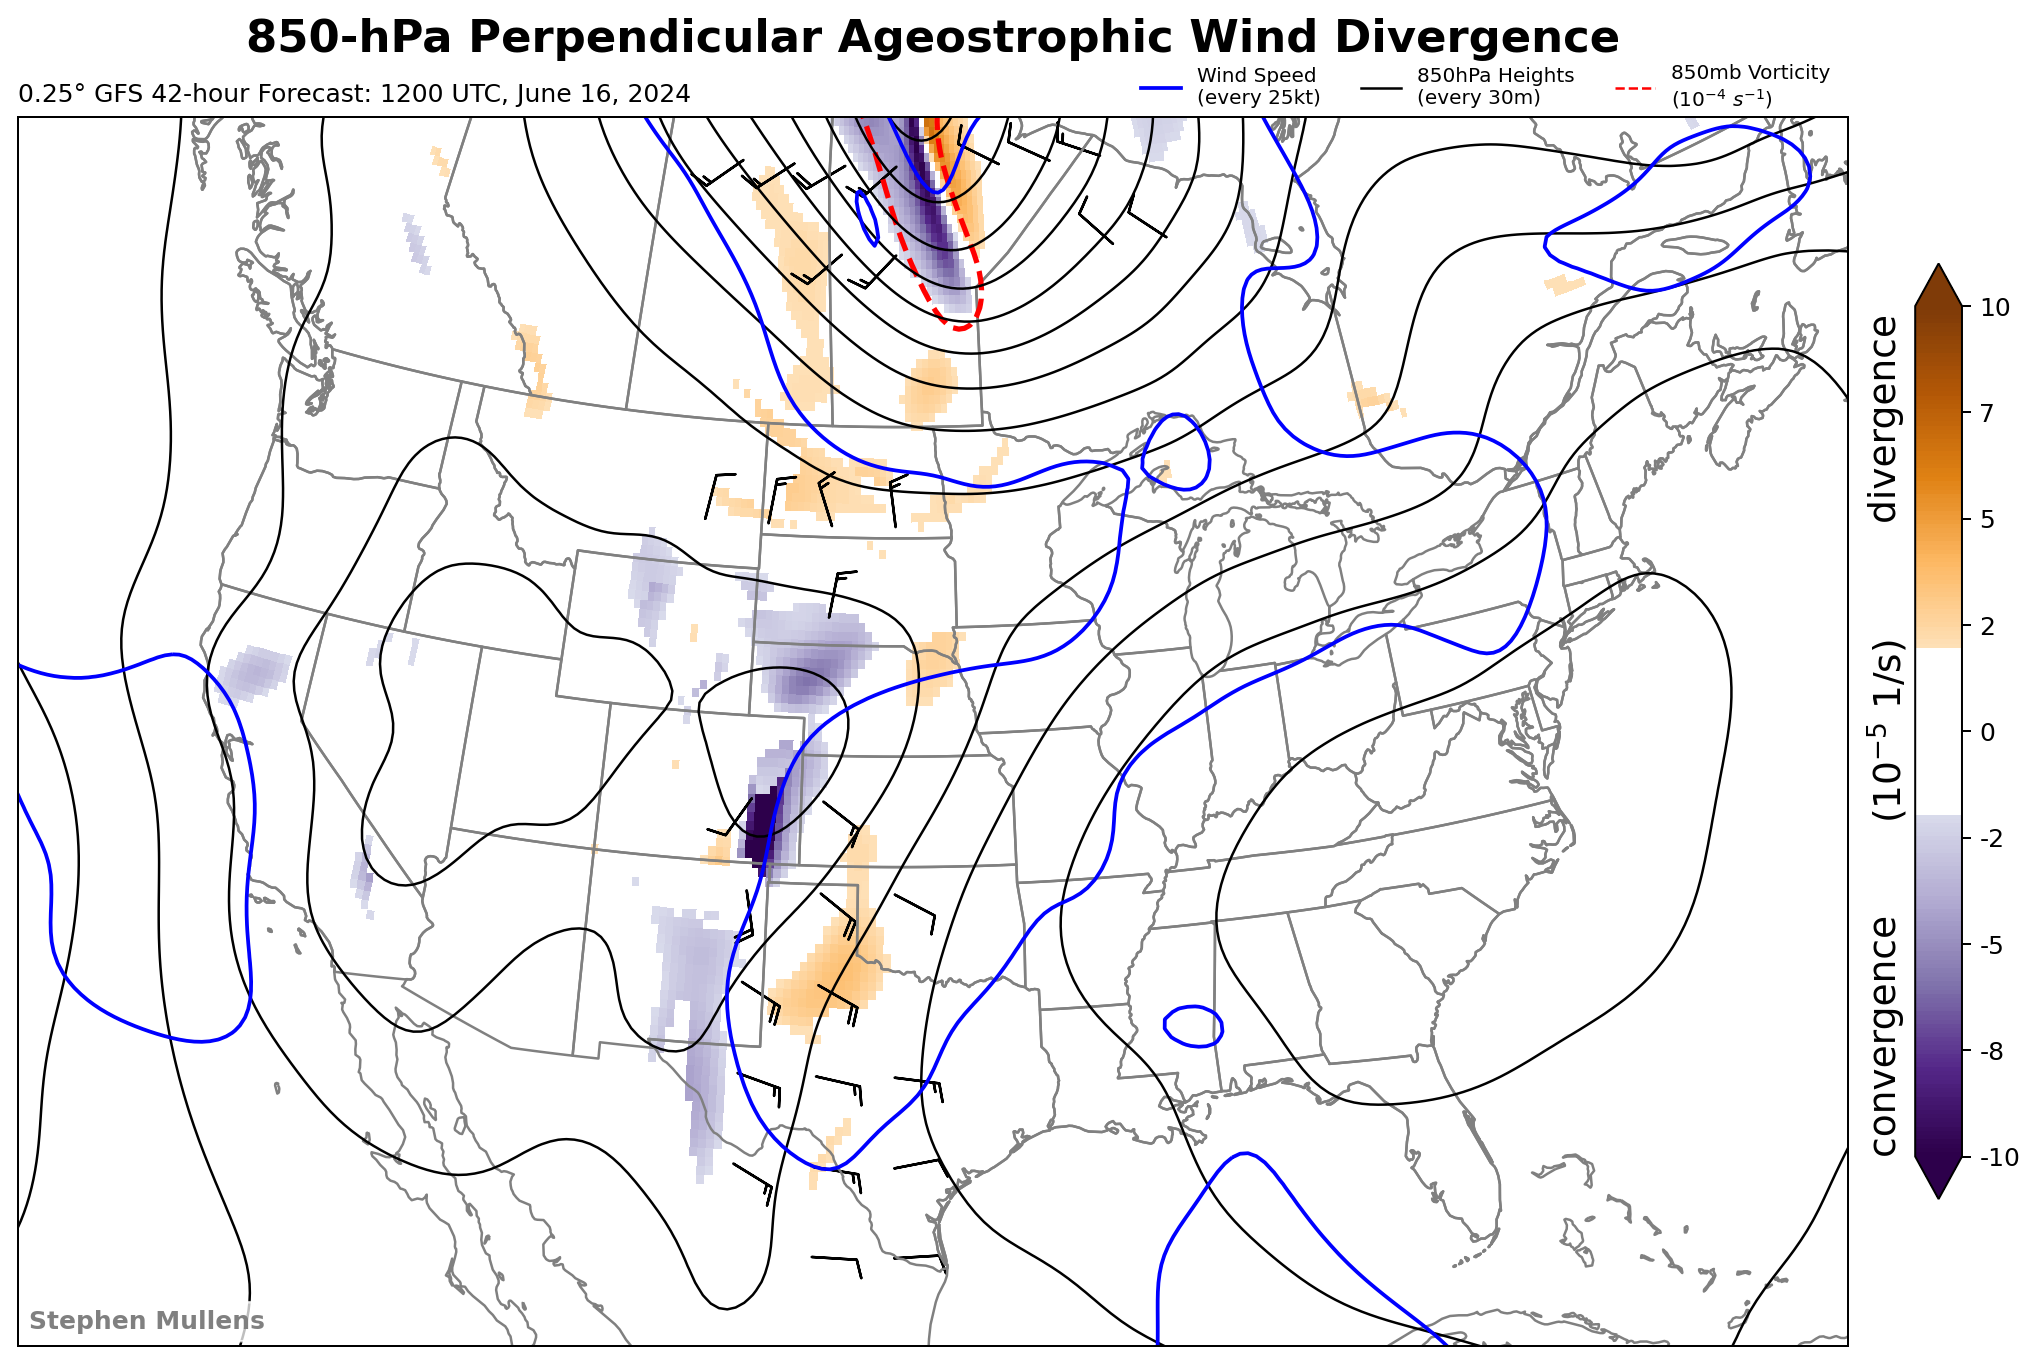 850-hPa Perpendicular Ageostrophic Wind Divergence
0.25° GFS 42-hour Forecast: 1200 UTC, June 16, 2024
Wind Speed
(every 25kt)
850hPa Heights
(every 30m)
850mb Vorticity
(10⁻⁴ s⁻¹)
10
7
5
2
0
-2
-5
-8
-10
convergence (10⁻⁵ 1/s) divergence
Stephen Mullens